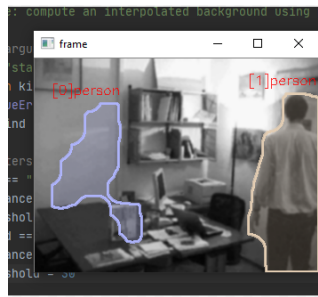 e: compute an interpolated background using
argu
frame
"sta
n ki
[0]person
[1]person
ueEr
ind
ters
== "
ance
shol
d ==
ance
shold = 30